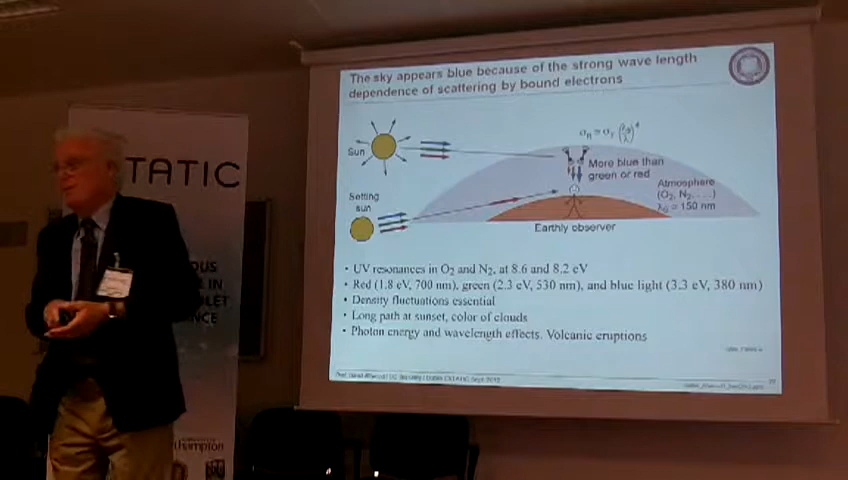 The sky appears blue because of the strong wave length
dependence of scattering by bound electrons
Sun
More blue than
green or red
Setting
sun
Atmosphere
(O₂, N₂, ....)
= 150 nm
Earthly observer
• UV resonances in O₂ and N₂, at 8.6 and 8.2 eV
• Red (1.8 eV, 700 nm), green (2.3 eV, 530 nm), and blue light (3.3 eV, 380 nm)
• Density fluctuations essential
• Long path at sunset, color of clouds
• Photon energy and wavelength effects. Volcanic eruptions
TATIC